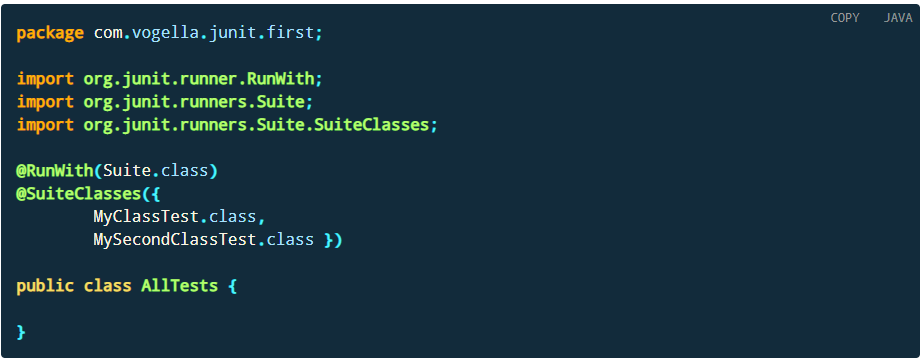 COPY JAVA
package com.vogella.junit.first;
import org.junit.runner.RunWith;
import org.junit.runners.Suite;
import org.junit.runners.Suite.SuiteClasses;
@RunWith(Suite.class)
@SuiteClasses({
        MyClassTest.class,
        MySecondClassTest.class })
public class AllTests {
}